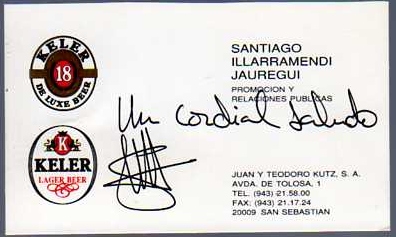 KELER
18
DE LUXE BEER
SANTIAGO
ILLARRAMENDI
JAUREGUI
PROMOCION Y
RELACIONES PUBLICAS
Un cordial saludo
K
KELER
LAGER BEER
JUAN Y TEODORO KUTZ, S. A.
AVDA. DE TOLOSA, 1
TEL. (943) 21.58.00
FAX: (943) 21.17.24
20009 SAN SEBASTIAN